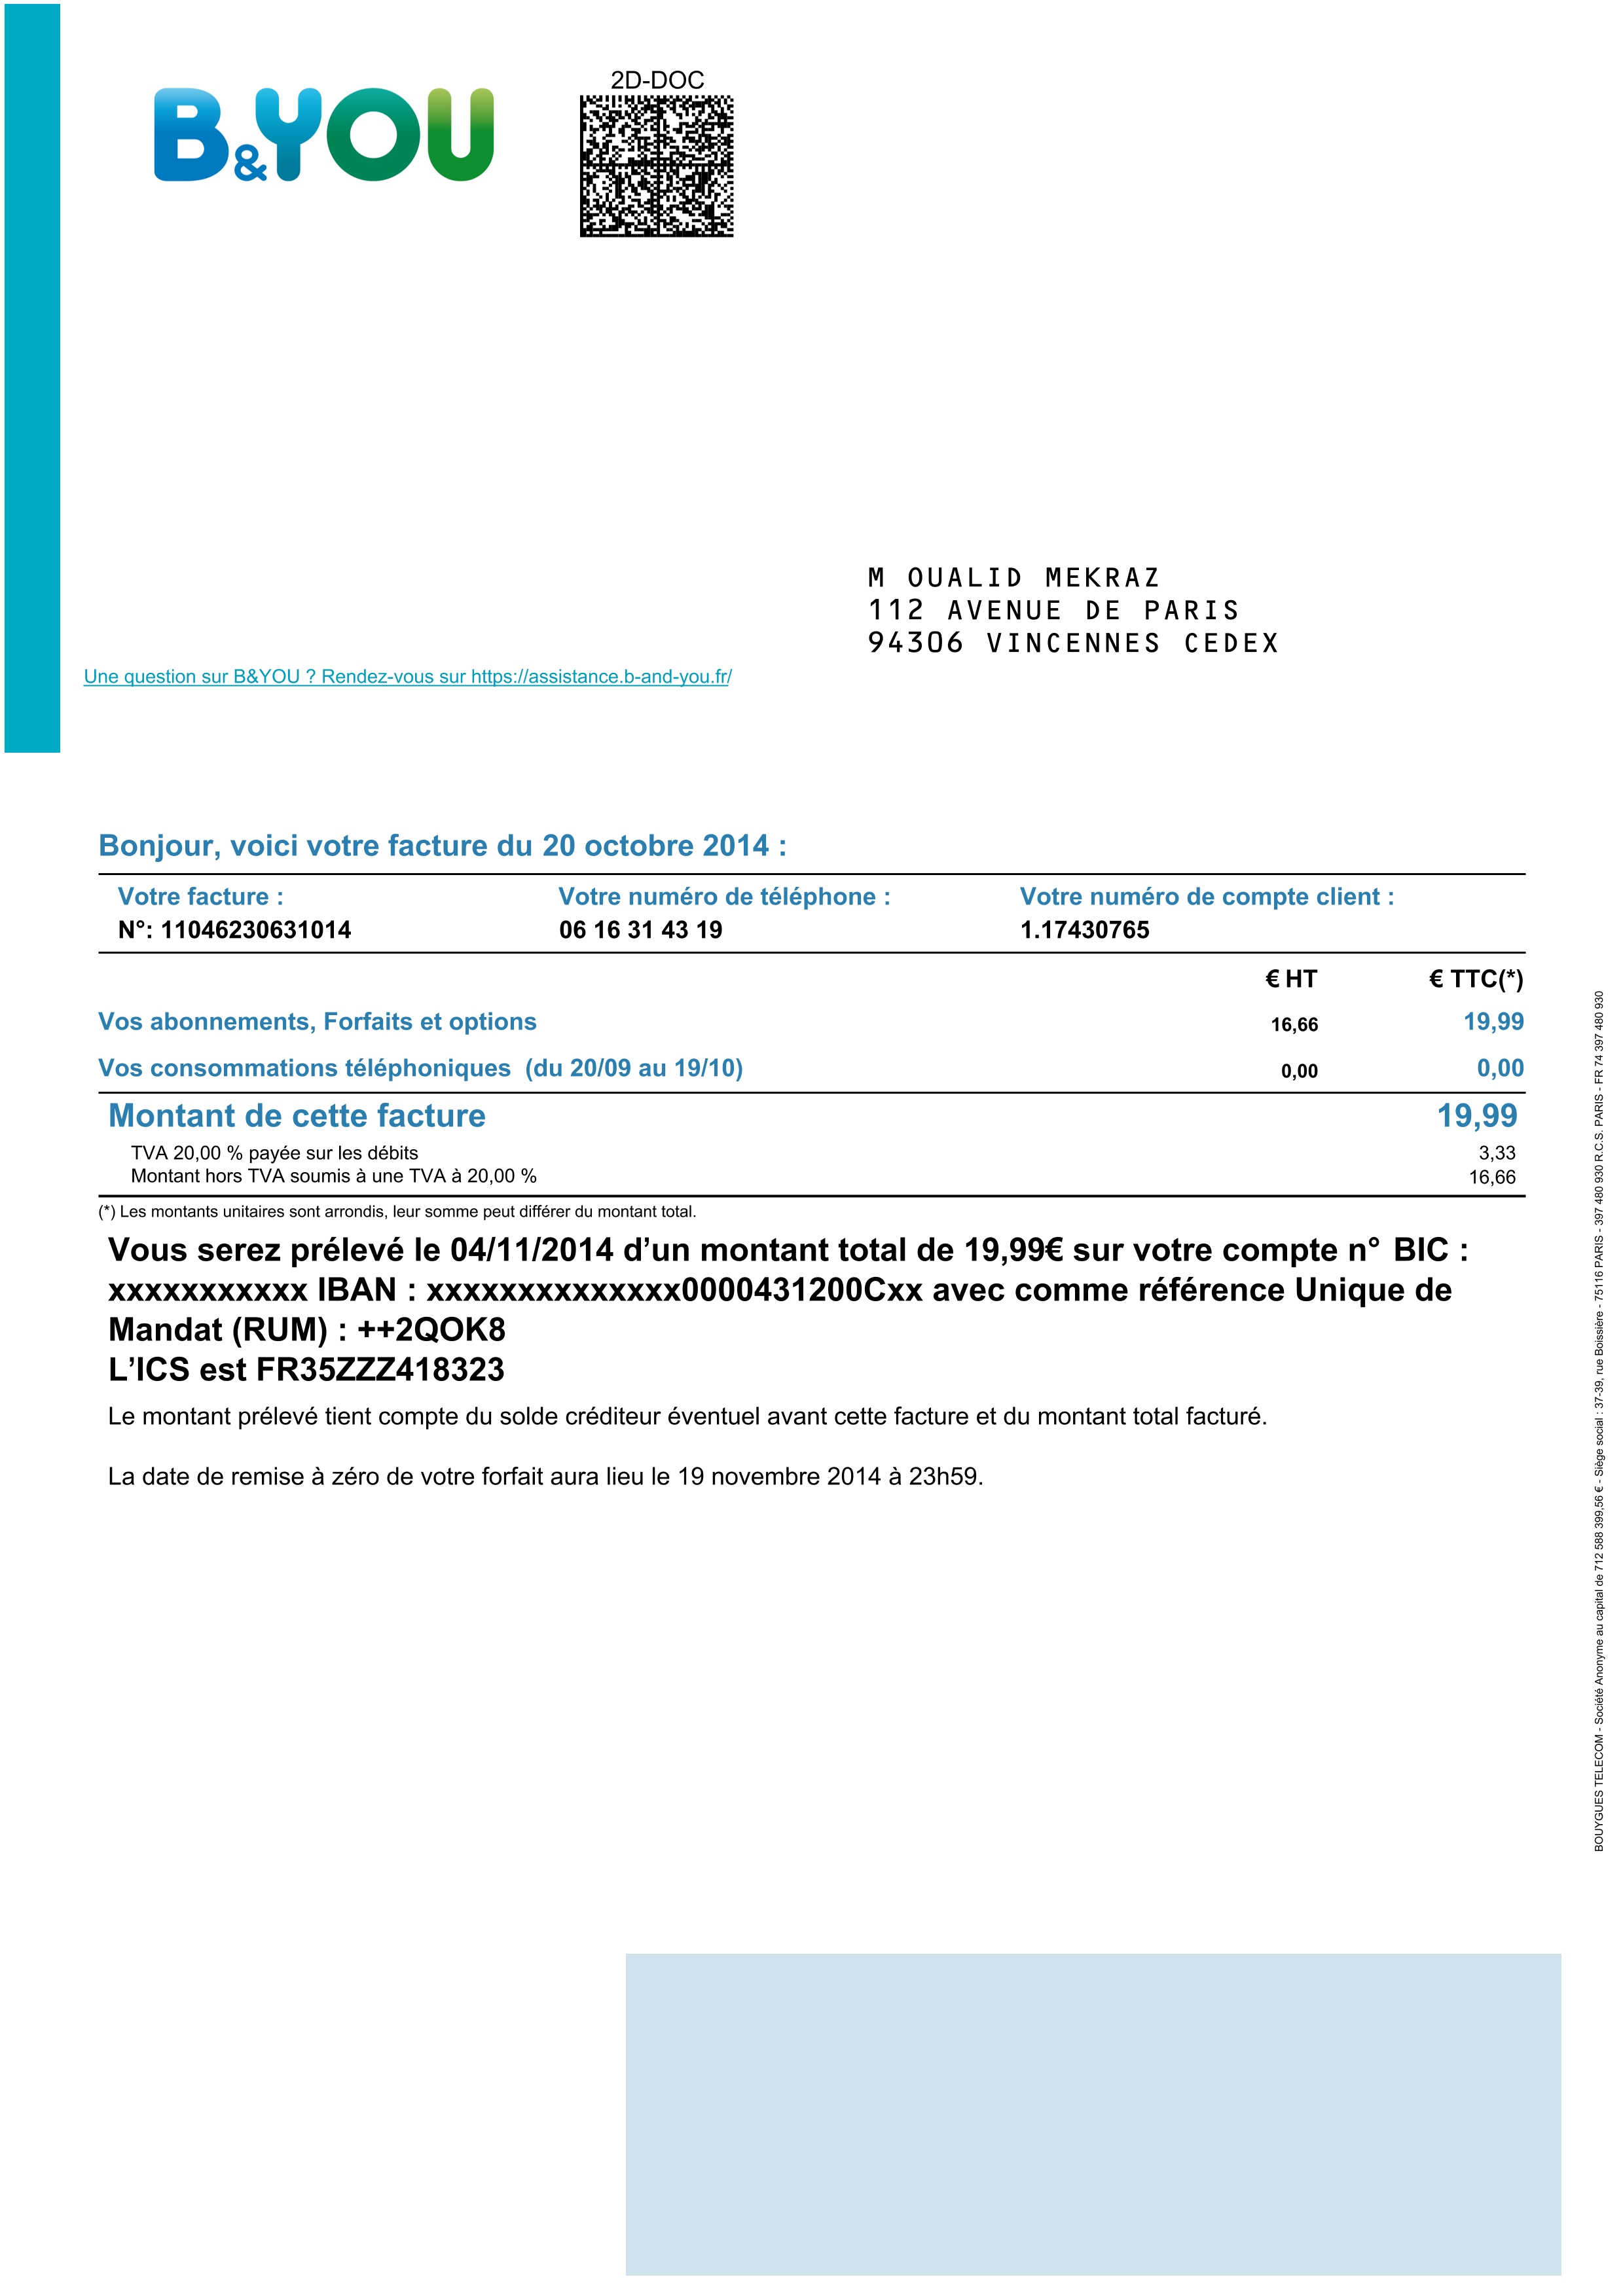 B&YOU
2D-DOC
M OUALID MEKRAZ
112 AVENUE DE PARIS
94306 VINCENNES CEDEX
Une question sur B&YOU ? Rendez-vous sur https://assistance.b-and-you.fr/
Bonjour, voici votre facture du 20 octobre 2014 :
Votre facture : Votre numéro de téléphone : Votre numéro de compte client :
N°: 11046230631014 06 16 31 43 19 1.17430765
€ HT € TTC(*)
Vos abonnements, Forfaits et options 16,66 19,99
Vos consommations téléphoniques (du 20/09 au 19/10) 0,00 0,00
Montant de cette facture 19,99
TVA 20,00 % payée sur les débits 3,33
Montant hors TVA soumis à une TVA à 20,00 % 16,66
(*) Les montants unitaires sont arrondis, leur somme peut différer du montant total.
Vous serez prélevé le 04/11/2014 d’un montant total de 19,99€ sur votre compte n° BIC :
xxxxxxxxxxx IBAN : xxxxxxxxxxxxxx0000431200Cxx avec comme référence Unique de
Mandat (RUM) : ++2QOK8
L’ICS est FR35ZZZ418323
Le montant prélevé tient compte du solde créditeur éventuel avant cette facture et du montant total facturé.
La date de remise à zéro de votre forfait aura lieu le 19 novembre 2014 à 23h59.
BOUYGUES TELECOM - Société Anonyme au capital de 712 588 399,56 € - Siège social : 37-39, rue Boissière - 75116 PARIS - 397 480 930 R.C.S. PARIS - FR 74 397 480 930